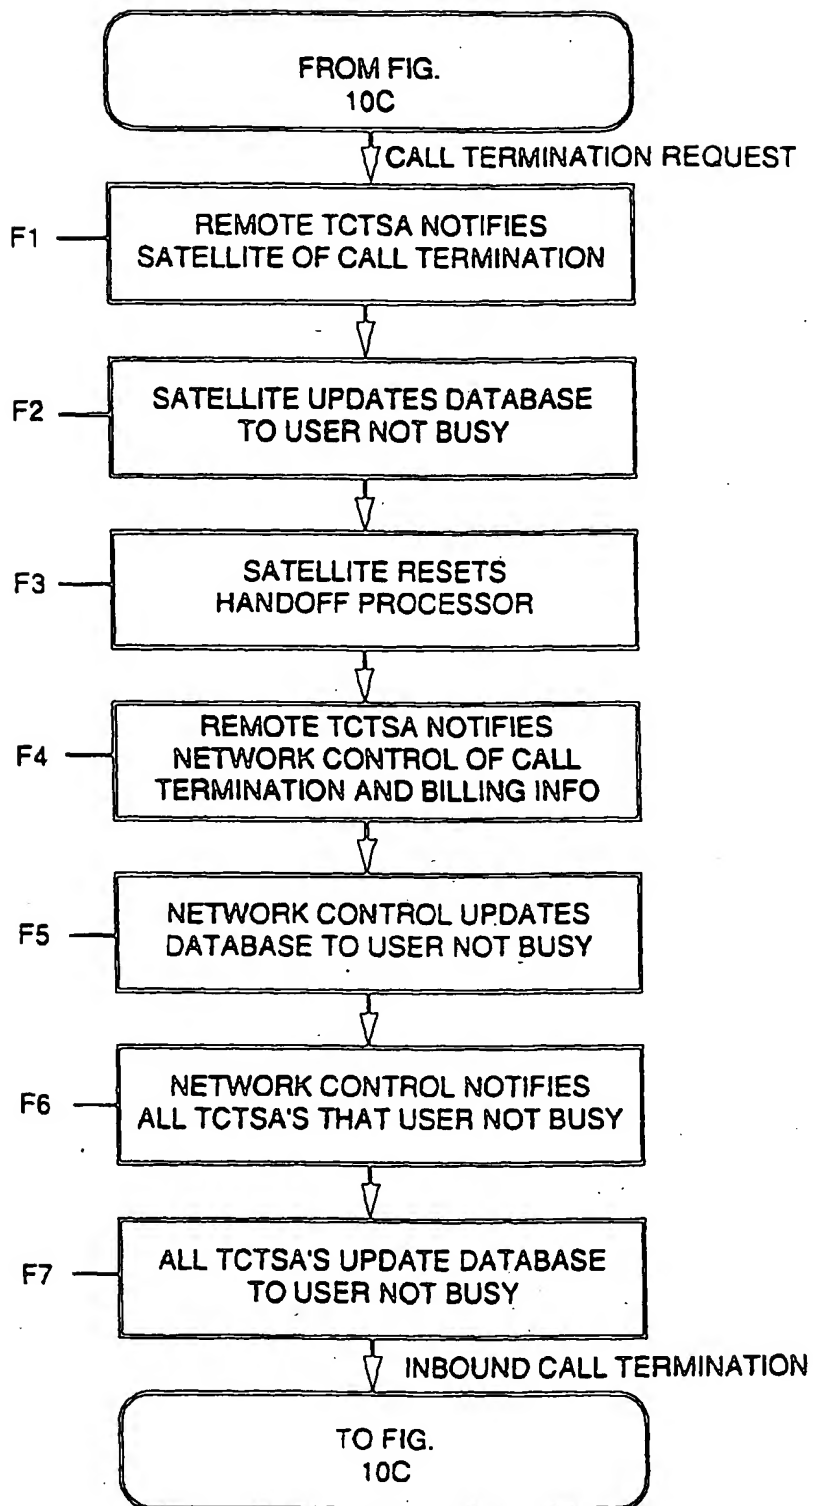 FROM FIG.
10C
CALL TERMINATION REQUEST
F1
REMOTE TCTSA NOTIFIES
SATELLITE OF CALL TERMINATION
F2
SATELLITE UPDATES DATABASE
TO USER NOT BUSY
F3
SATELLITE RESETS
HANDOFF PROCESSOR
F4
REMOTE TCTSA NOTIFIES
NETWORK CONTROL OF CALL
TERMINATION AND BILLING INFO
F5
NETWORK CONTROL UPDATES
DATABASE TO USER NOT BUSY
F6
NETWORK CONTROL NOTIFIES
ALL TCTSA'S THAT USER NOT BUSY
F7
ALL TCTSA'S UPDATE DATABASE
TO USER NOT BUSY
INBOUND CALL TERMINATION
TO FIG.
10C